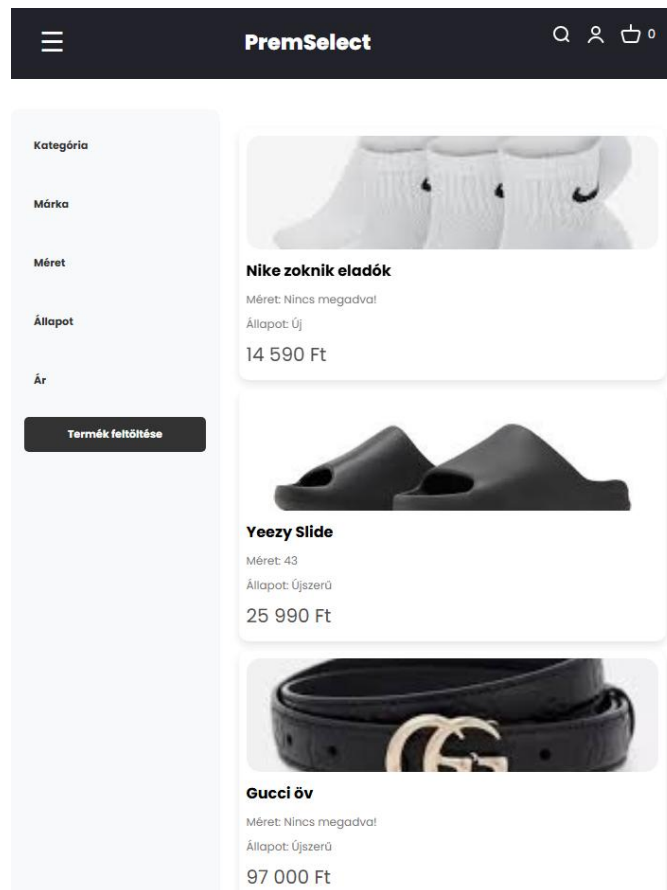 PremSelect
0
Kategória
Márka
Méret
Állapot
Ár
Termék feltöltése
Nike zoknik eladók
Méret: Nincs megadva!
Állapot: Új
14 590 Ft
Yeezy Slide
Méret: 43
Állapot: Újszerű
25 990 Ft
Gucci öv
Méret: Nincs megadva!
Állapot: Újszerű
97 000 Ft